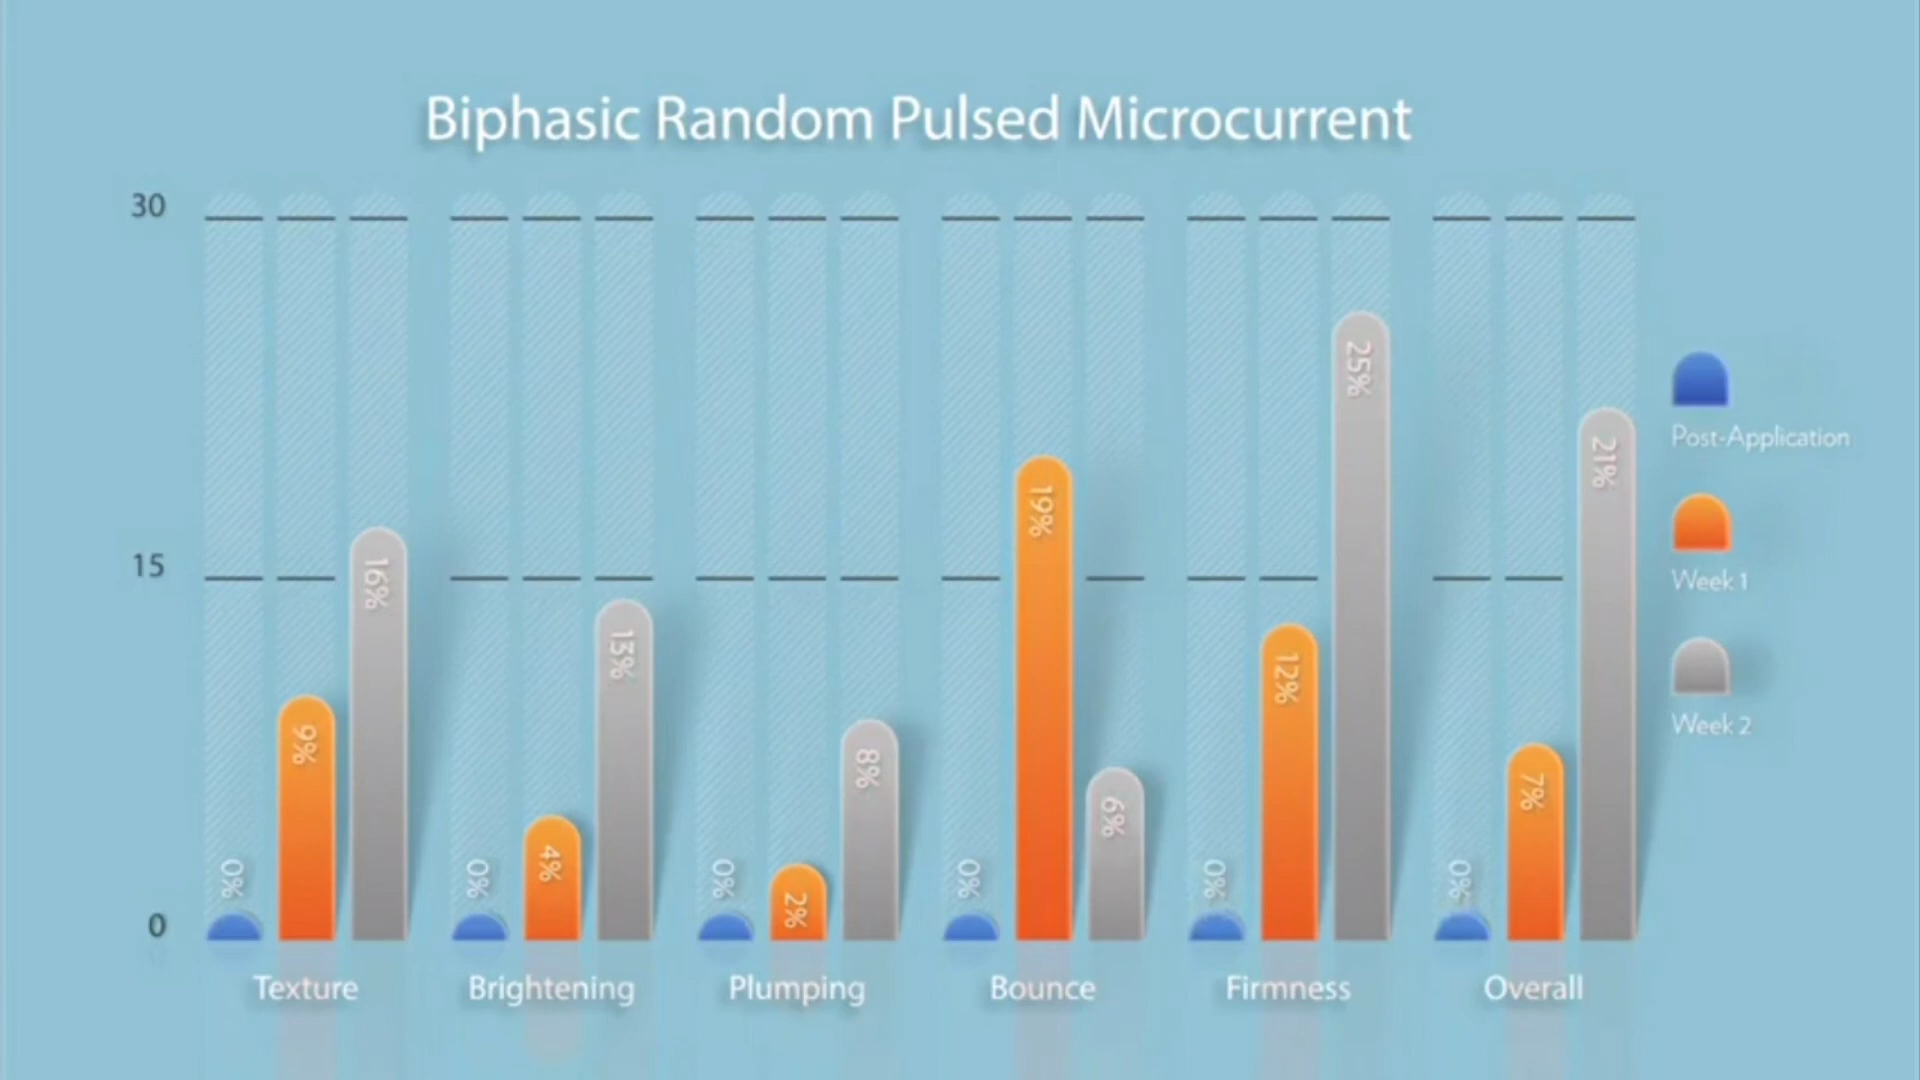 Biphasic Random Pulsed Microcurrent
30
15
0
0%
9%
16%
0%
4%
13%
0%
2%
8%
0%
19%
6%
0%
12%
25%
0%
7%
21%
Texture
Brightening
Plumping
Bounce
Firmness
Overall
Post-Application
Week 1
Week 2